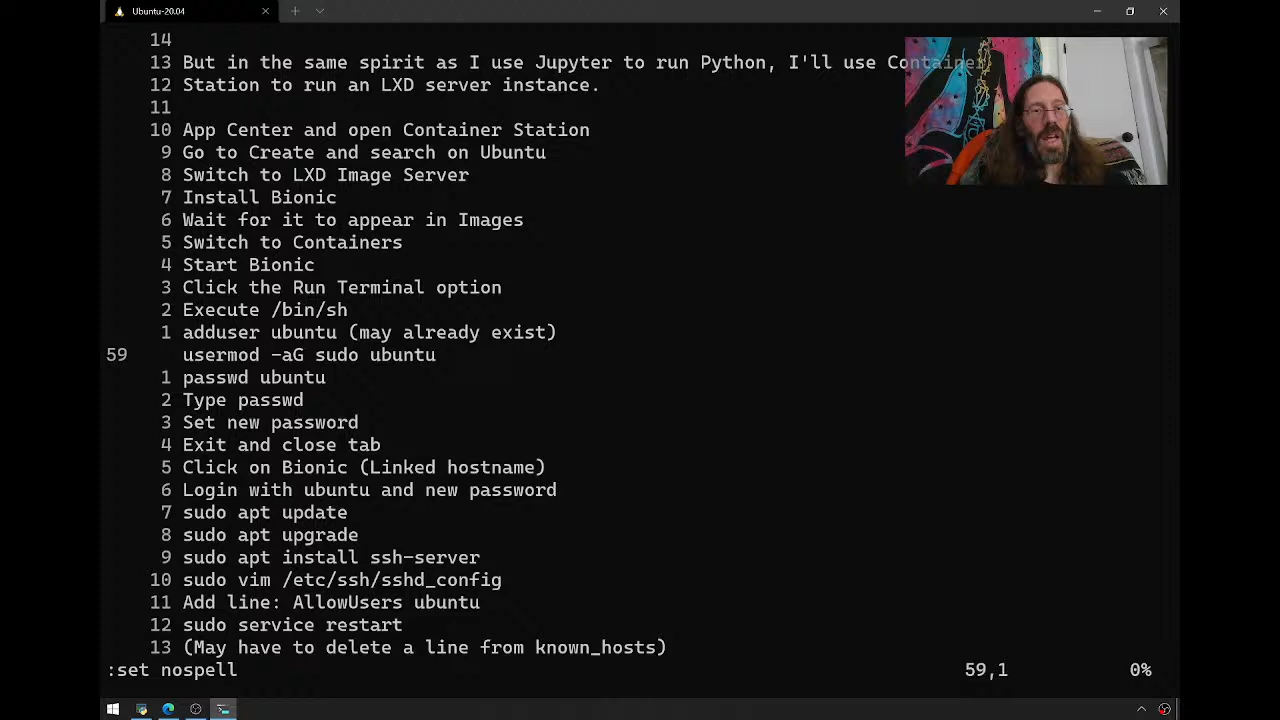 Ubuntu-20.04
14
13 But in the same spirit as I use Jupyter to run Python, I'll use Container
12 Station to run an LXD server instance.
11
10 App Center and open Container Station
9 Go to Create and search on Ubuntu
8 Switch to LXD Image Server
7 Install Bionic
6 Wait for it to appear in Images
5 Switch to Containers
4 Start Bionic
3 Click the Run Terminal option
2 Execute /bin/sh
1 adduser ubuntu (may already exist)
59 usermod -aG sudo ubuntu
1 passwd ubuntu
2 Type passwd
3 Set new password
4 Exit and close tab
5 Click on Bionic (Linked hostname)
6 Login with ubuntu and new password
7 sudo apt update
8 sudo apt upgrade
9 sudo apt install ssh-server
10 sudo vim /etc/ssh/sshd_config
11 Add line: AllowUsers ubuntu
12 sudo service restart
13 (May have to delete a line from known_hosts)
:set nospell 59,1 0%